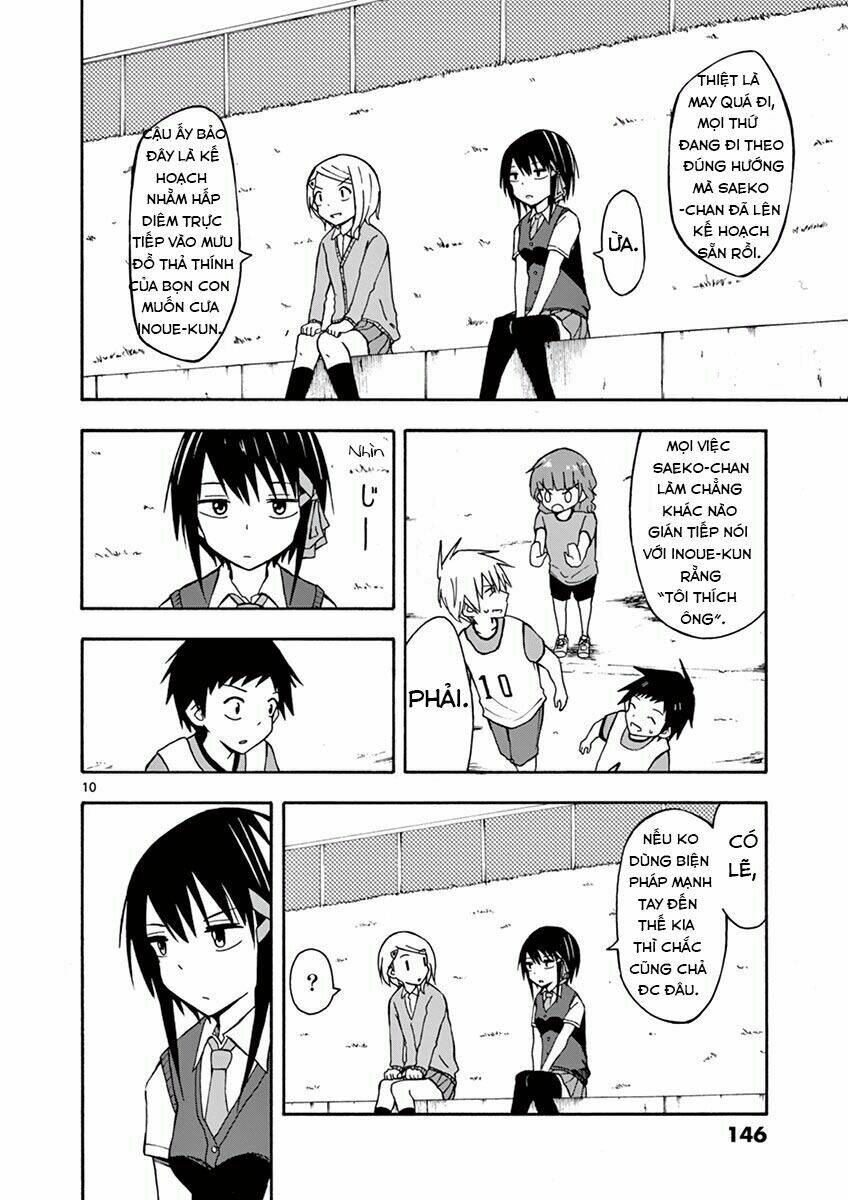 THIỆT LÀ
MAY QUÁ ĐI,
MỌI THỨ
ĐANG ĐI THEO
ĐÚNG HƯỚNG
MÀ SAEKO
-CHAN ĐÃ LÊN
KẾ HOẠCH
SẴN RỒI.
ỪA.
CẬU ẤY BẢO
ĐÂY LÀ KẾ
HOẠCH
NHẰM HẤP
DIÊM TRỰC
TIẾP VÀO MƯU
ĐỒ THẢ THÍNH
CỦA BỌN CON
MUỐN CƯA
INOUE-KUN.
MỌI VIỆC
SAEKO-CHAN
LÀM CHẲNG
KHÁC NÀO
GIÁN TIẾP NÓI
VỚI INOUE-KUN
RẰNG
"TÔI THÍCH
ÔNG".
PHẢI.
10
Nhìn
じー
10
CÓ
LẼ,
NẾU KO
DÙNG BIỆN
PHÁP MẠNH
TAY ĐẾN
THẾ KIA
THÌ CHẮC
CŨNG CHẢ
ĐC ĐÂU.
?
146